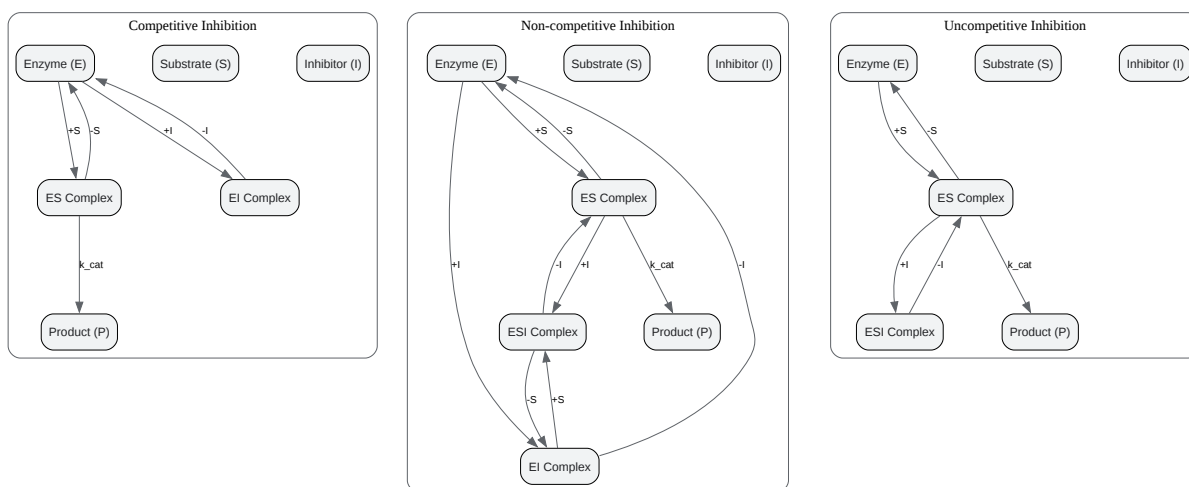 Competitive Inhibition
Enzyme (E)
Substrate (S)
Inhibitor (I)
+S
-S
+I
-I
ES Complex
EI Complex
k_cat
Product (P)
Non-competitive Inhibition
Enzyme (E)
Substrate (S)
Inhibitor (I)
+S
-S
ES Complex
+I
-I
+I
k_cat
-I
ESI Complex
Product (P)
-S
+S
EI Complex
Uncompetitive Inhibition
Enzyme (E)
Substrate (S)
Inhibitor (I)
+S
-S
ES Complex
+I
-I
k_cat
ESI Complex
Product (P)